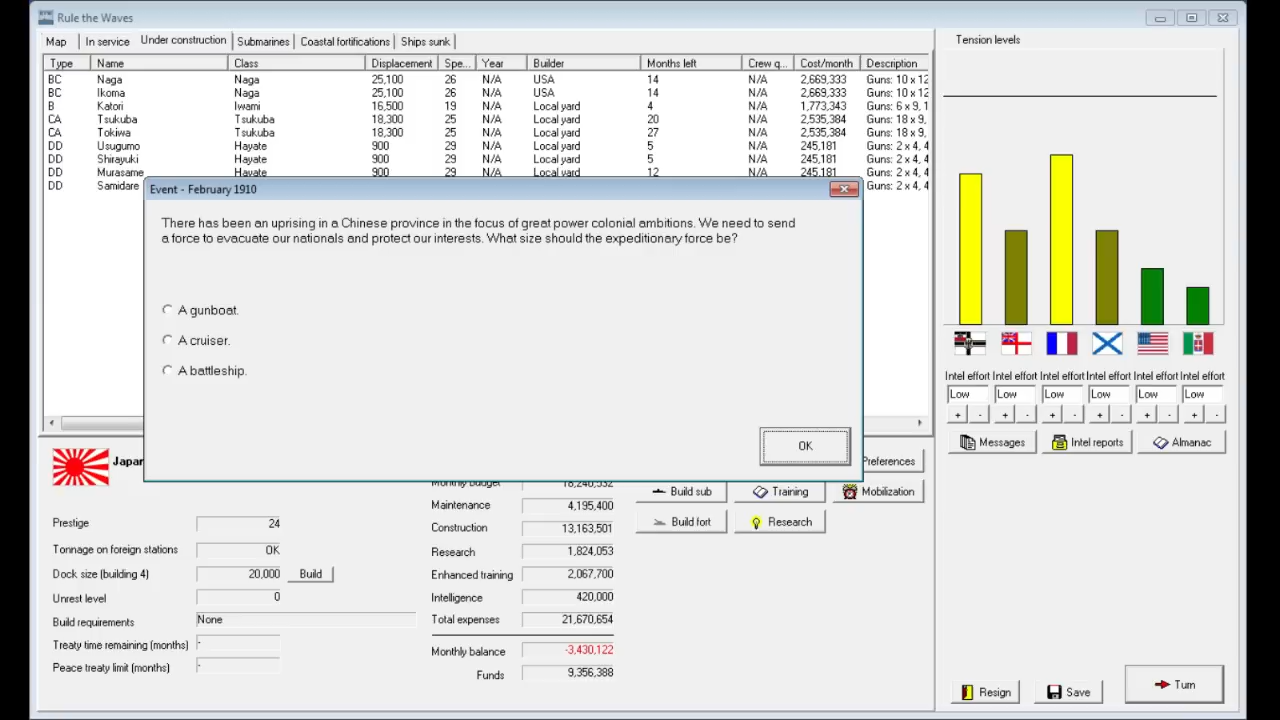 Rule the Waves
Map In service Under construction Submarines Coastal fortifications Ships sunk
Type Name Class Displacement Spe... Year Builder Months left Crew q... Cost/month Description
BC Naga Naga 25,100 26 N/A USA 14 N/A 2,669,333 Guns: 10 x 12
BC Ikoma Naga 25,100 26 N/A USA 14 N/A 2,669,333 Guns: 10 x 12
B Katori Iwami 16,500 19 N/A Local yard 4 N/A 1,773,343 Guns: 6 x 9, 1
CA Tsukuba Tsukuba 18,300 25 N/A Local yard 20 N/A 2,535,384 Guns: 18 x 9,
CA Tokiwa Tsukuba 18,300 25 N/A Local yard 27 N/A 2,535,384 Guns: 18 x 9,
DD Usugumo Hayate 900 29 N/A Local yard 5 N/A 245,181 Guns: 2 x 4, 4
DD Shirayuki Hayate 900 29 N/A Local yard 5 N/A 245,181 Guns: 2 x 4, 4
DD Murasame Hayate 900 29 N/A Local yard 12 N/A 245,181 Guns: 2 x 4, 4
DD Samidare Guns: 2 x 4, 4
Event - February 1910
There has been an uprising in a Chinese province in the focus of great power colonial ambitions. We need to send
a force to evacuate our nationals and protect our interests. What size should the expeditionary force be?
A gunboat.
A cruiser.
A battleship.
OK
Tension levels
Intel effort Intel effort Intel effort Intel effort Intel effort Intel effort
Low Low Low Low Low Low
+ - + - + - + - + - + -
Messages Intel reports Almanac
Japan
Prestige 24
Tonnage on foreign stations OK
Dock size (building 4) 20,000 Build
Unrest level 0
Build requirements None
Treaty time remaining (months) -
Peace treaty limit (months) -
Monthly budget 18,240,532
Maintenance 4,195,400
Construction 13,163,501
Research 1,824,053
Enhanced training 2,067,700
Intelligence 420,000
Total expenses 21,670,654
Monthly balance -3,430,122
Funds 9,356,388
Preferences
Build sub Training Mobilization
Build fort Research
Resign Save Turn